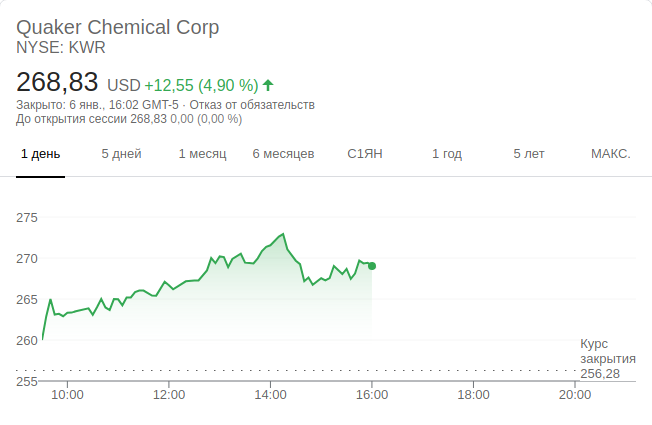 Quaker Chemical Corp
NYSE: KWR
268,83 USD +12,55 (4,90 %)
Закрыто: 6 янв., 16:02 GMT-5 · Отказ от обязательств
До открытия сессии 268,83 0,00 (0,00 %)
1 день 5 дней 1 месяц 6 месяцев С1ЯН 1 год 5 лет МАКС.
275
270
265
260
Курс
закрытия
256,28
255
10:00 12:00 14:00 16:00 18:00 20:00